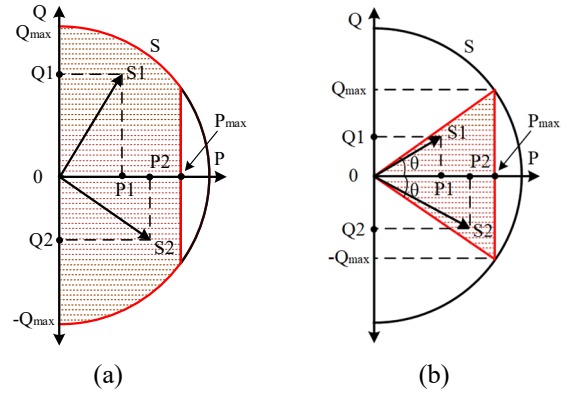 Q
Q
Qmax
S
S
Qmax
Q1
S1
Pmax
Pmax
Q1
S1
P2
P
P2
P
0
θ
0
P1
θ
P1
Q2
S2
Q2
S2
-Qmax
-Qmax
(a)
(b)